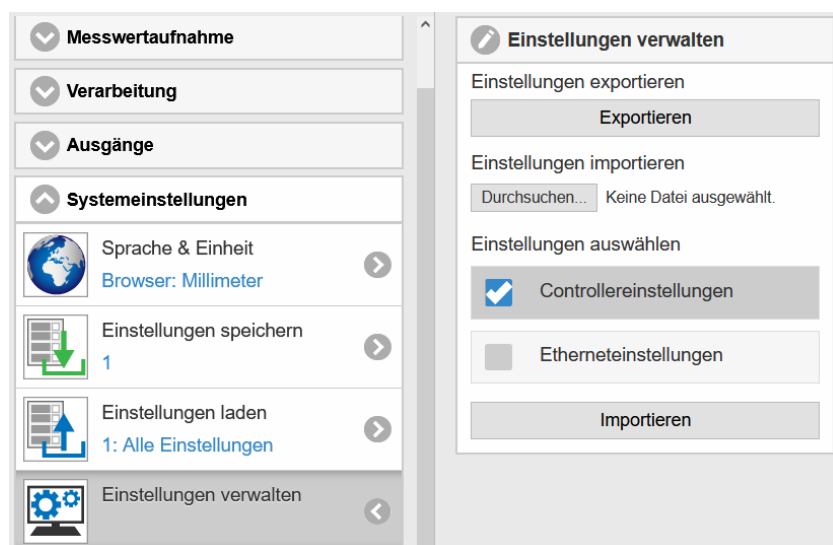 Messwertaufnahme
Verarbeitung
Ausgänge
Systemeinstellungen
Sprache & Einheit
Browser: Millimeter
Einstellungen speichern
1
Einstellungen laden
1: Alle Einstellungen
Einstellungen verwalten
Einstellungen verwalten
Einstellungen exportieren
Exportieren
Einstellungen importieren
Durchsuchen... Keine Datei ausgewählt.
Einstellungen auswählen
Controllereinstellungen
Etherneteinstellungen
Importieren